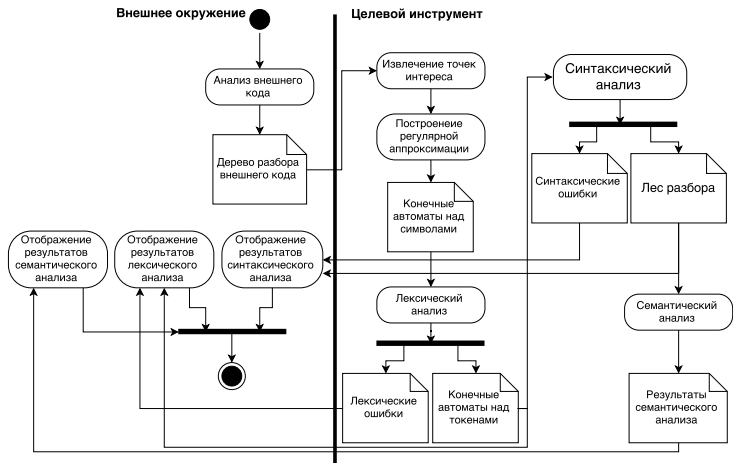 Внешнее окружение
Целевой инструмент
Анализ внешнего
кода
Дерево разбора
внешнего кода
Извлечение точек
интереса
Построенеие
регулярной
аппроксимации
Конечные
автоматы над
символами
Синтаксический
анализ
Синтаксические
ошибки
Лес разбора
Отображение
результатов
семантического
анализа
Отображение
результатов
лексического
анализа
Отображение
результатов
синтаксического
анализа
Лексический
анализ
Семантический
анализ
Лексические
ошибки
Конечные
автоматы над
токенами
Результаты
семантического
анализа